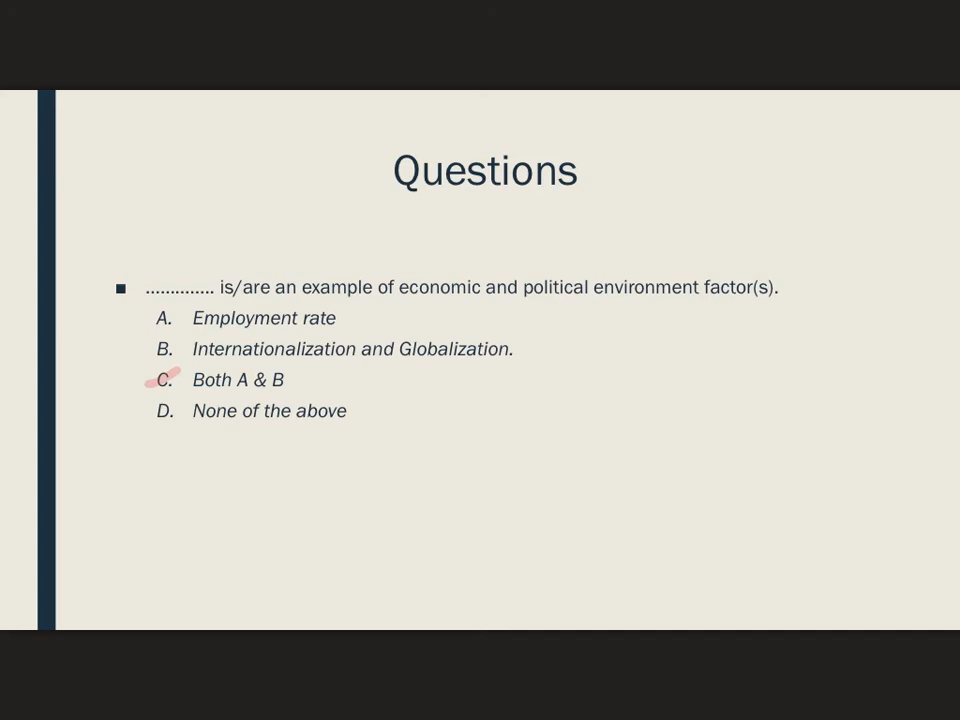 Questions
■ .............. is/are an example of economic and political environment factor(s).
A. Employment rate
B. Internationalization and Globalization.
C. Both A & B
D. None of the above